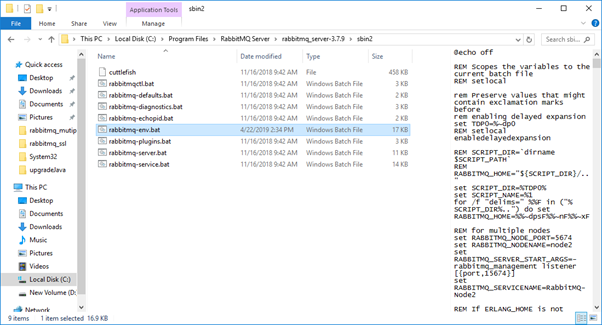 Application Tools
sbin2
File Home Share View Manage
This PC Local Disk (C:) Program Files RabbitMQ Server rabbitmq_server-3.7.9 sbin2
Search sbi...
Name Date modified Type Size
Quick access
Desktop
Downloads
Documents
Pictures
rabbitmq_mutip
rabbitmq_ssl
System32
upgradeJava
This PC
Desktop
Documents
Downloads
Music
Pictures
Videos
Local Disk (C:)
New Volume (D:
Network
cuttlefish 11/16/2018 9:42 AM File 458 KB
rabbitmqctl.bat 11/16/2018 9:42 AM Windows Batch File 3 KB
rabbitmq-defaults.bat 11/16/2018 9:42 AM Windows Batch File 2 KB
rabbitmq-diagnostics.bat 11/16/2018 9:42 AM Windows Batch File 3 KB
rabbitmq-echopid.bat 11/16/2018 9:42 AM Windows Batch File 2 KB
rabbitmq-env.bat 4/22/2019 2:34 PM Windows Batch File 17 KB
rabbitmq-plugins.bat 11/16/2018 9:42 AM Windows Batch File 3 KB
rabbitmq-server.bat 11/16/2018 9:42 AM Windows Batch File 11 KB
rabbitmq-service.bat 11/16/2018 9:42 AM Windows Batch File 14 KB
@echo off
REM Scopes the variables to the
current batch file
REM setlocal
rem Preserve values that might
contain exclamation marks
before
rem enabling delayed expansion
set TDP0=%~dp0
REM setlocal
enabledelayedexpansion
REM SCRIPT_DIR=`dirname
$SCRIPT_PATH`
REM
RABBITMQ_HOME="${SCRIPT_DIR}/..
"
set SCRIPT_DIR=%TDP0%
set SCRIPT_NAME=%1
for /f "delims=" %%F in ("%
SCRIPT_DIR%..") do set
RABBITMQ_HOME=%%~dpsF%%~nF%%~xF
REM for multiple nodes
set RABBITMQ_NODE_PORT=5674
set RABBITMQ_NODENAME=node2
set
RABBITMQ_SERVER_START_ARGS=-
rabbitmq_management listener
[{port,15674}]
set
RABBITMQ_SERVICENAME=RabbitMQ-
Node2
REM If ERLANG_HOME is not
9 items 1 item selected 16.9 KB